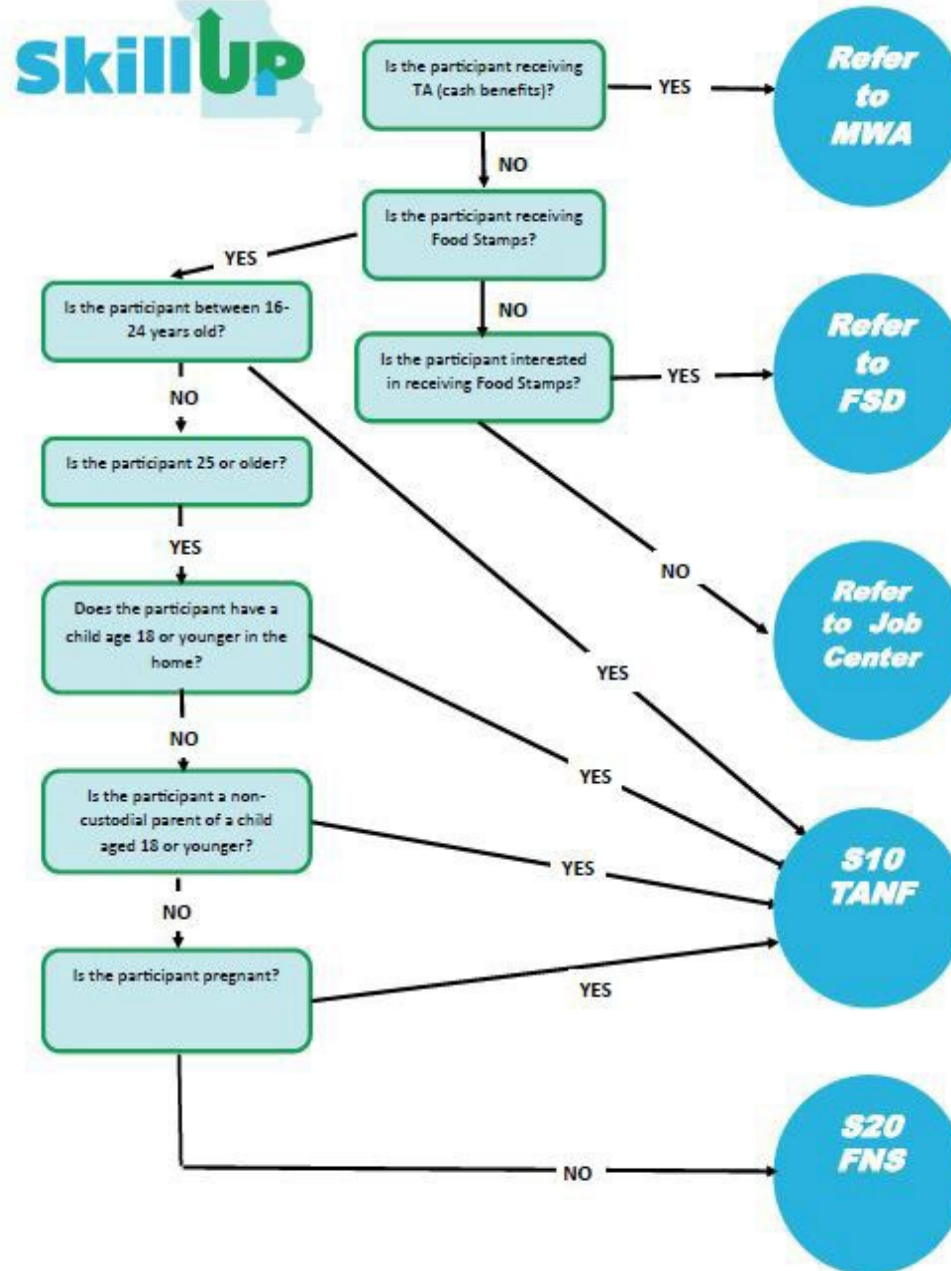 SkillUP
Is the participant receiving
TA (cash benefits)?
YES
Refer
to
MWA
NO
Is the participant receiving
Food Stamps?
YES
NO
Is the participant between 16-
24 years old?
Is the participant interested
in receiving Food Stamps?
YES
Refer
to
FSD
NO
Is the participant 25 or older?
YES
NO
Refer
to Job
Center
Does the participant have a
child age 18 or younger in the
home?
YES
NO
YES
Is the participant a non-
custodial parent of a child
aged 18 or younger?
YES
S10
TANF
NO
Is the participant pregnant?
YES
NO
S20
FNS